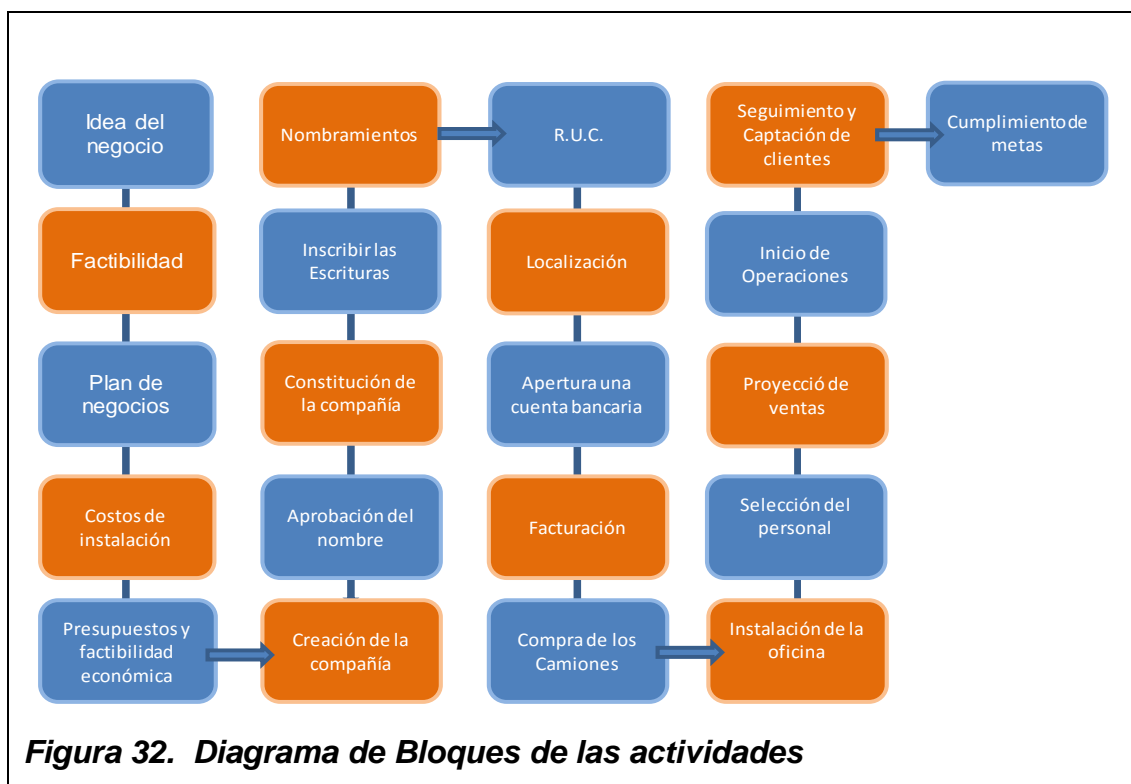 Idea del
negocio
Factibilidad
Plan de
negocios
Costos de
instalación
Presupuestos y
factibilidad
económica
Creación de la
compañía
Aprobación del
nombre
Constitución de
la compañía
Inscribir las
Escrituras
Nombramientos
R.U.C.
Localización
Apertura una
cuenta bancaria
Facturación
Compra de los
Camiones
Instalación de la
oficina
Selección del
personal
Proyecció de
ventas
Inicio de
Operaciones
Seguimiento y
Captación de
clientes
Cumplimiento de
metas
Figura 32. Diagrama de Bloques de las actividades